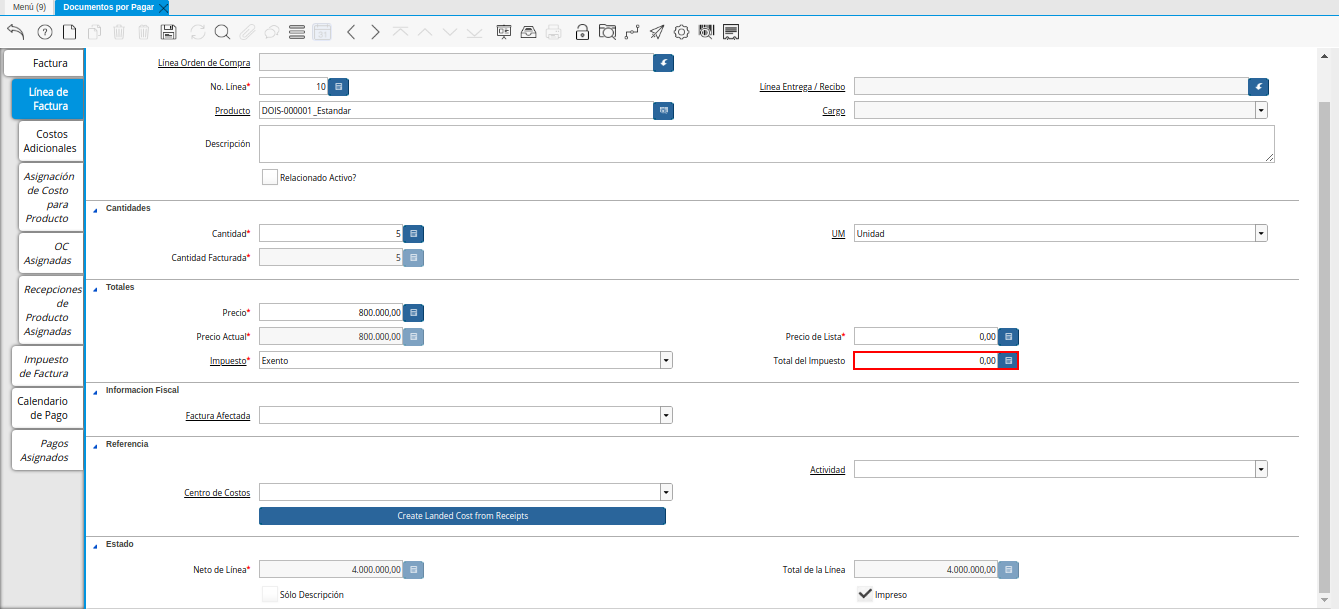 Menú (9)
Documentos por Pagar
Factura
Línea de
Factura
Costos
Adicionales
Asignación
de Costo
para
Producto
OC
Asignadas
Recepciones
de
Producto
Asignadas
Impuesto
de Factura
Calendario
de Pago
Pagos
Asignados
Línea Orden de Compra
No. Línea* 10
Línea Entrega / Recibo
Producto DOIS-000001_Estandar
Cargo
Descripción
Relacionado Activo?
Cantidades
Cantidad* 5
UM Unidad
Cantidad Facturada* 5
Totales
Precio* 800.000,00
Precio Actual* 800.000,00
Precio de Lista* 0,00
Impuesto* Exento
Total del Impuesto 0,00
Informacion Fiscal
Factura Afectada
Referencia
Actividad
Centro de Costos
Create Landed Cost from Receipts
Estado
Neto de Línea* 4.000.000,00
Total de la Línea 4.000.000,00
Sólo Descripción
Impreso